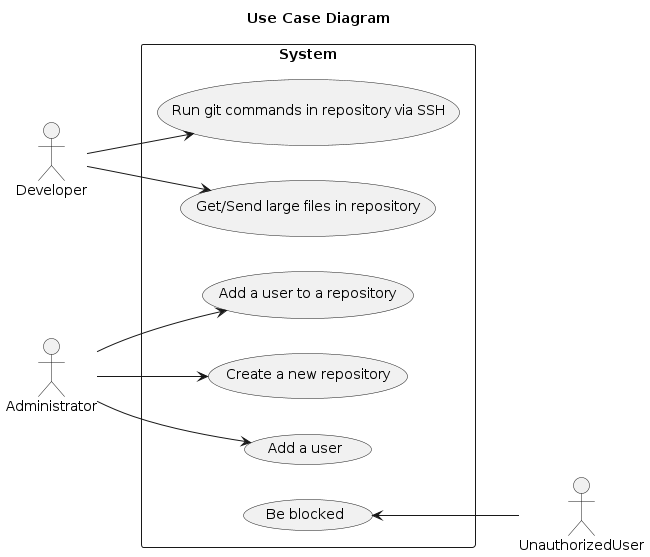 Use Case Diagram
System
Run git commands in repository via SSH
Developer
Get/Send large files in repository
Add a user to a repository
Create a new repository
Administrator
Add a user
Be blocked
UnauthorizedUser